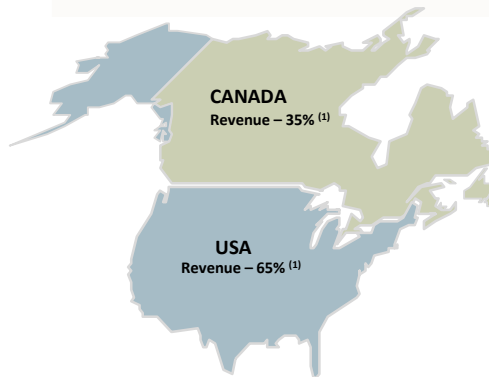 CANADA
Revenue – 35% (1)
USA
Revenue – 65% (1)